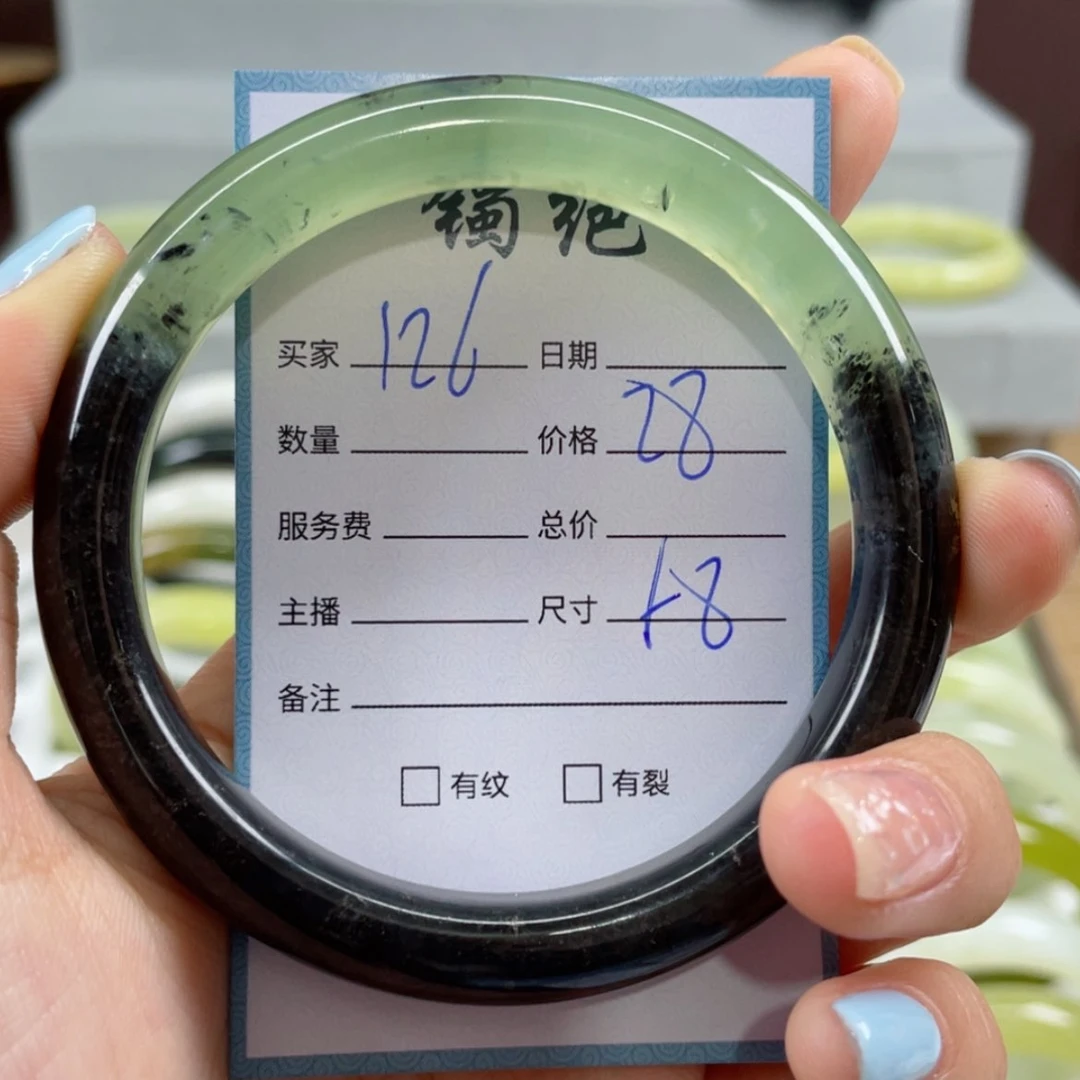 镯
买家 126 日期
数量 价格 28
服务费 总价
主播 尺寸 58
备注
有纹 有裂